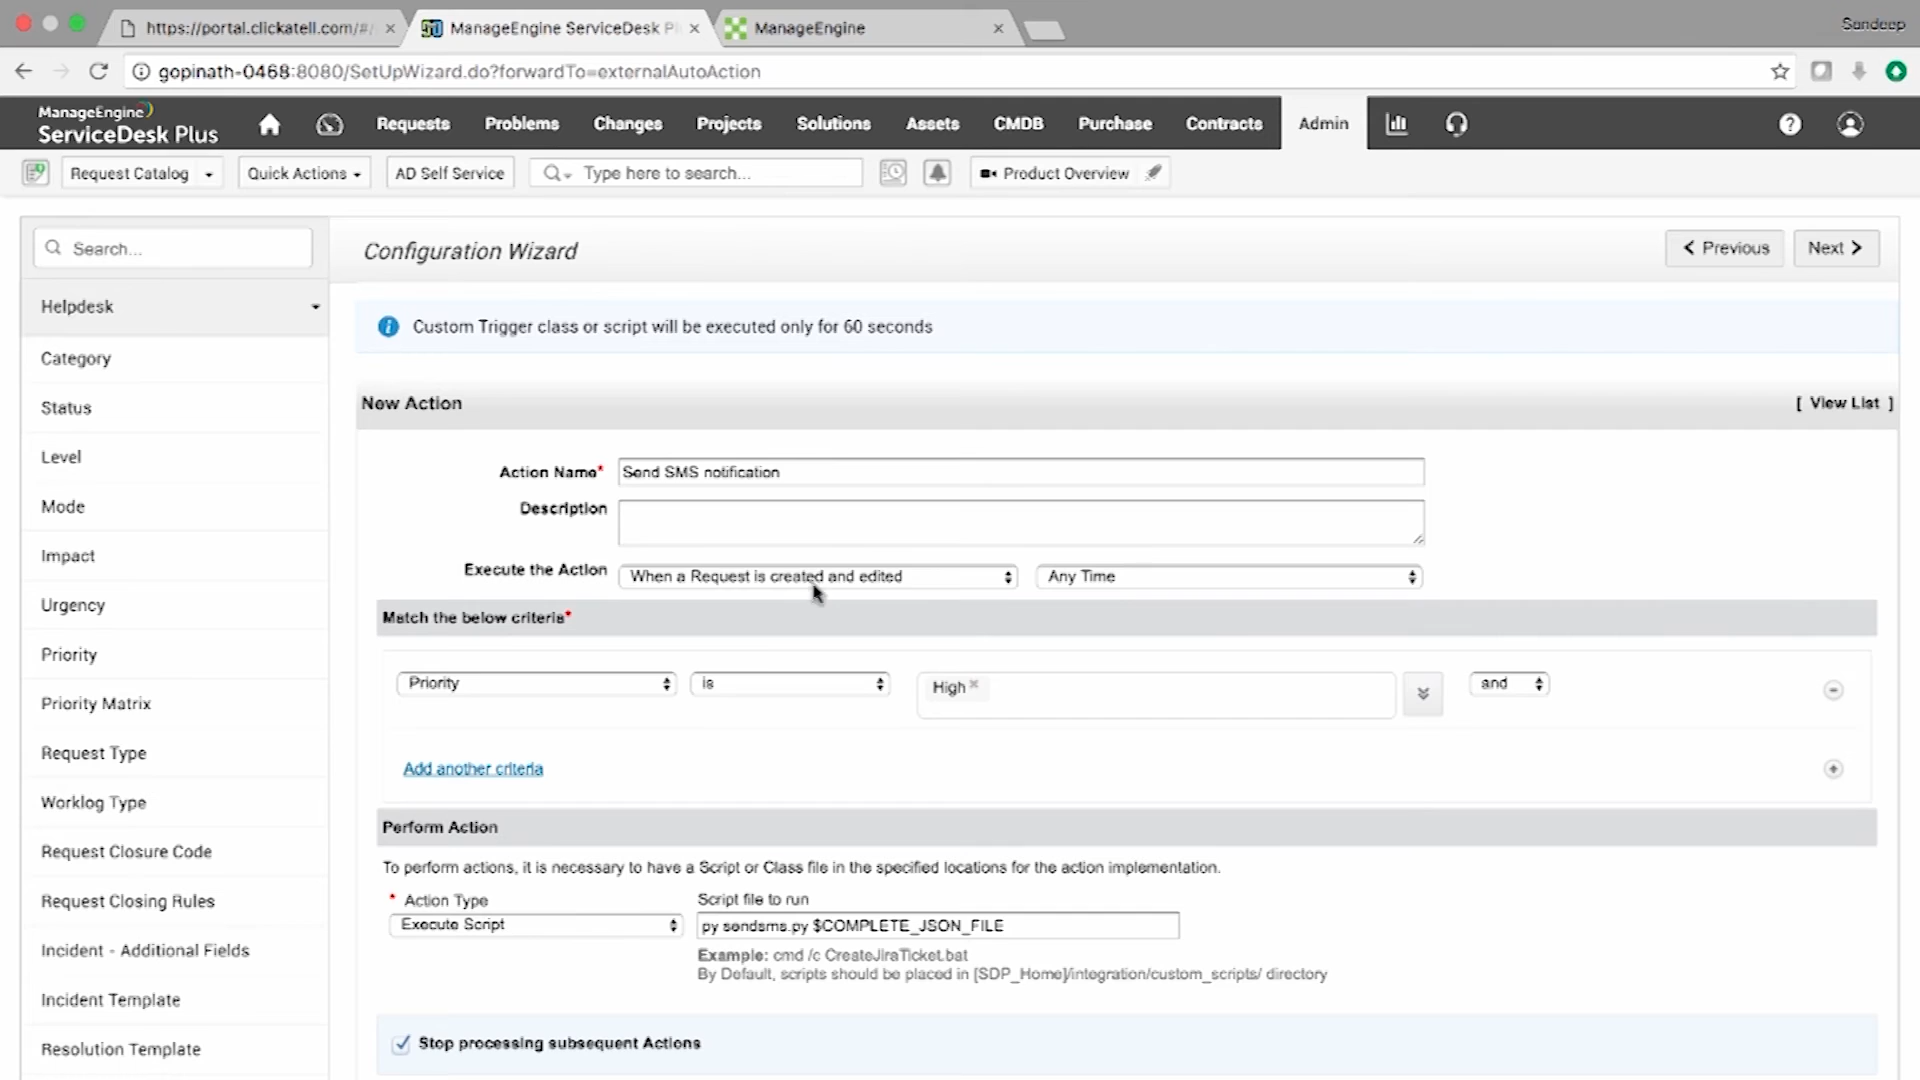 https://portal.clickatell.com/#/
ManageEngine ServiceDesk Pl
ManageEngine
Sandeep
gopinath-0468:8080/SetUpWizard.do?forwardTo=externalAutoAction
ManageEngine
ServiceDesk Plus
Requests
Problems
Changes
Projects
Solutions
Assets
CMDB
Purchase
Contracts
Admin
Request Catalog
Quick Actions
AD Self Service
Type here to search...
Product Overview
Search...
Configuration Wizard
Previous
Next
Helpdesk
Category
Status
Level
Mode
Impact
Urgency
Priority
Priority Matrix
Request Type
Worklog Type
Request Closure Code
Request Closing Rules
Incident - Additional Fields
Incident Template
Resolution Template
Custom Trigger class or script will be executed only for 60 seconds
New Action
[ View List ]
Action Name* Send SMS notification
Description
Execute the Action When a Request is created and edited Any Time
Match the below criteria*
Priority is High and
Add another criteria
Perform Action
To perform actions, it is necessary to have a Script or Class file in the specified locations for the action implementation.
* Action Type Script file to run
Execute Script py sendsms.py $COMPLETE_JSON_FILE
Example: cmd /c CreateJiraTicket.bat
By Default, scripts should be placed in [SDP_Home]/integration/custom_scripts/ directory
Stop processing subsequent Actions